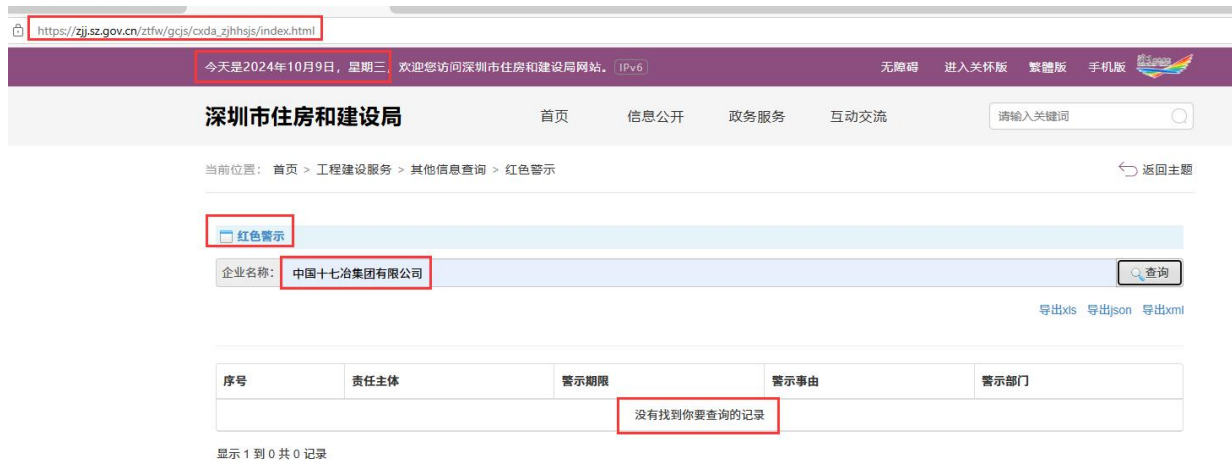 https://zjj.sz.gov.cn/ztfw/gcjs/cxda_zjhhsjs/index.html
今天是2024年10月9日，星期三，欢迎您访问深圳市住房和建设局网站。 IPv6 无障碍 进入关怀版 繁體版 手机版
深圳市住房和建设局 首页 信息公开 政务服务 互动交流 请输入关键词
当前位置： 首页 > 工程建设服务 > 其他信息查询 > 红色警示 返回主题
红色警示
企业名称： 中国十七冶集团有限公司 查询
导出xls 导出json 导出xml
序号 责任主体 警示期限 警示事由 警示部门
没有找到你要查询的记录
显示 1 到 0 共 0 记录